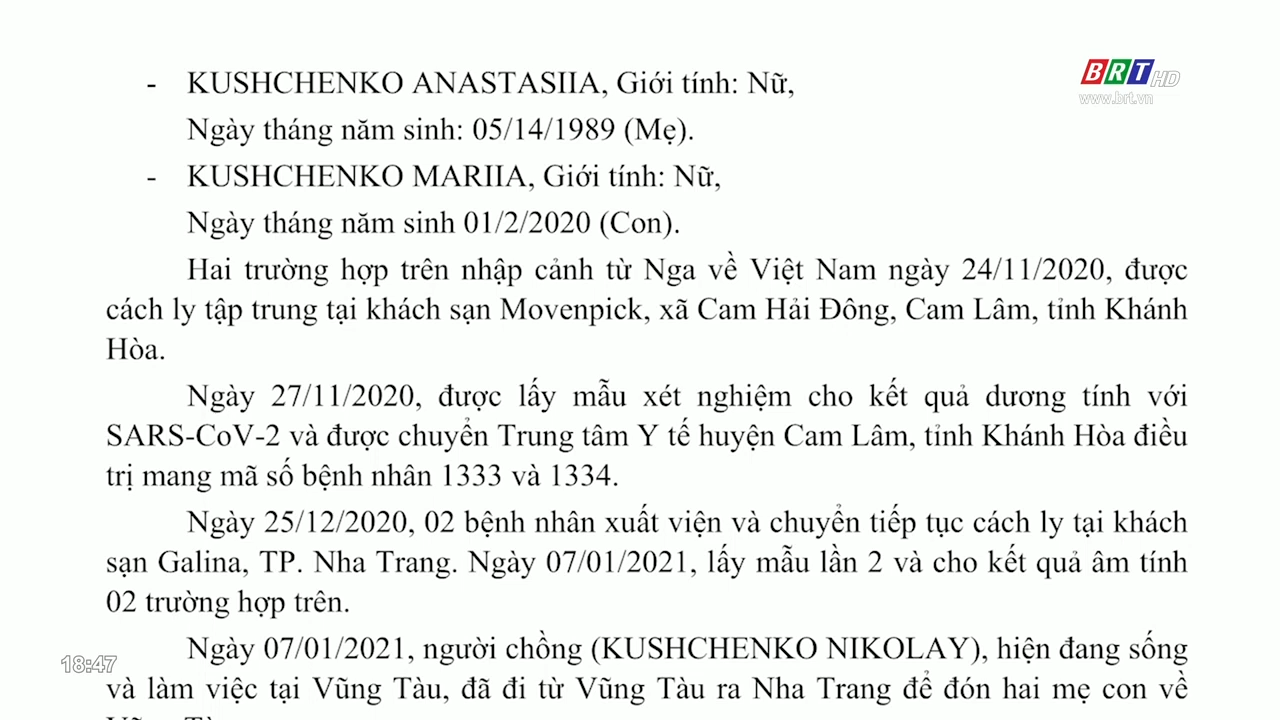 - KUSHCHENKO ANASTASIIA, Giới tính: Nữ,
BRT HD
www.brt.vn
Ngày tháng năm sinh: 05/14/1989 (Mẹ).
- KUSHCHENKO MARIIA, Giới tính: Nữ,
Ngày tháng năm sinh 01/2/2020 (Con).
Hai trường hợp trên nhập cảnh từ Nga về Việt Nam ngày 24/11/2020, được
cách ly tập trung tại khách sạn Movenpick, xã Cam Hải Đông, Cam Lâm, tỉnh Khánh
Hòa.
Ngày 27/11/2020, được lấy mẫu xét nghiệm cho kết quả dương tính với
SARS-CoV-2 và được chuyển Trung tâm Y tế huyện Cam Lâm, tỉnh Khánh Hòa điều
trị mang mã số bệnh nhân 1333 và 1334.
Ngày 25/12/2020, 02 bệnh nhân xuất viện và chuyển tiếp tục cách ly tại khách
sạn Galina, TP. Nha Trang. Ngày 07/01/2021, lấy mẫu lần 2 và cho kết quả âm tính
02 trường hợp trên.
Ngày 07/01/2021, người chồng (KUSHCHENKO NIKOLAY), hiện đang sống
18:47
và làm việc tại Vũng Tàu, đã đi từ Vũng Tàu ra Nha Trang để đón hai mẹ con về